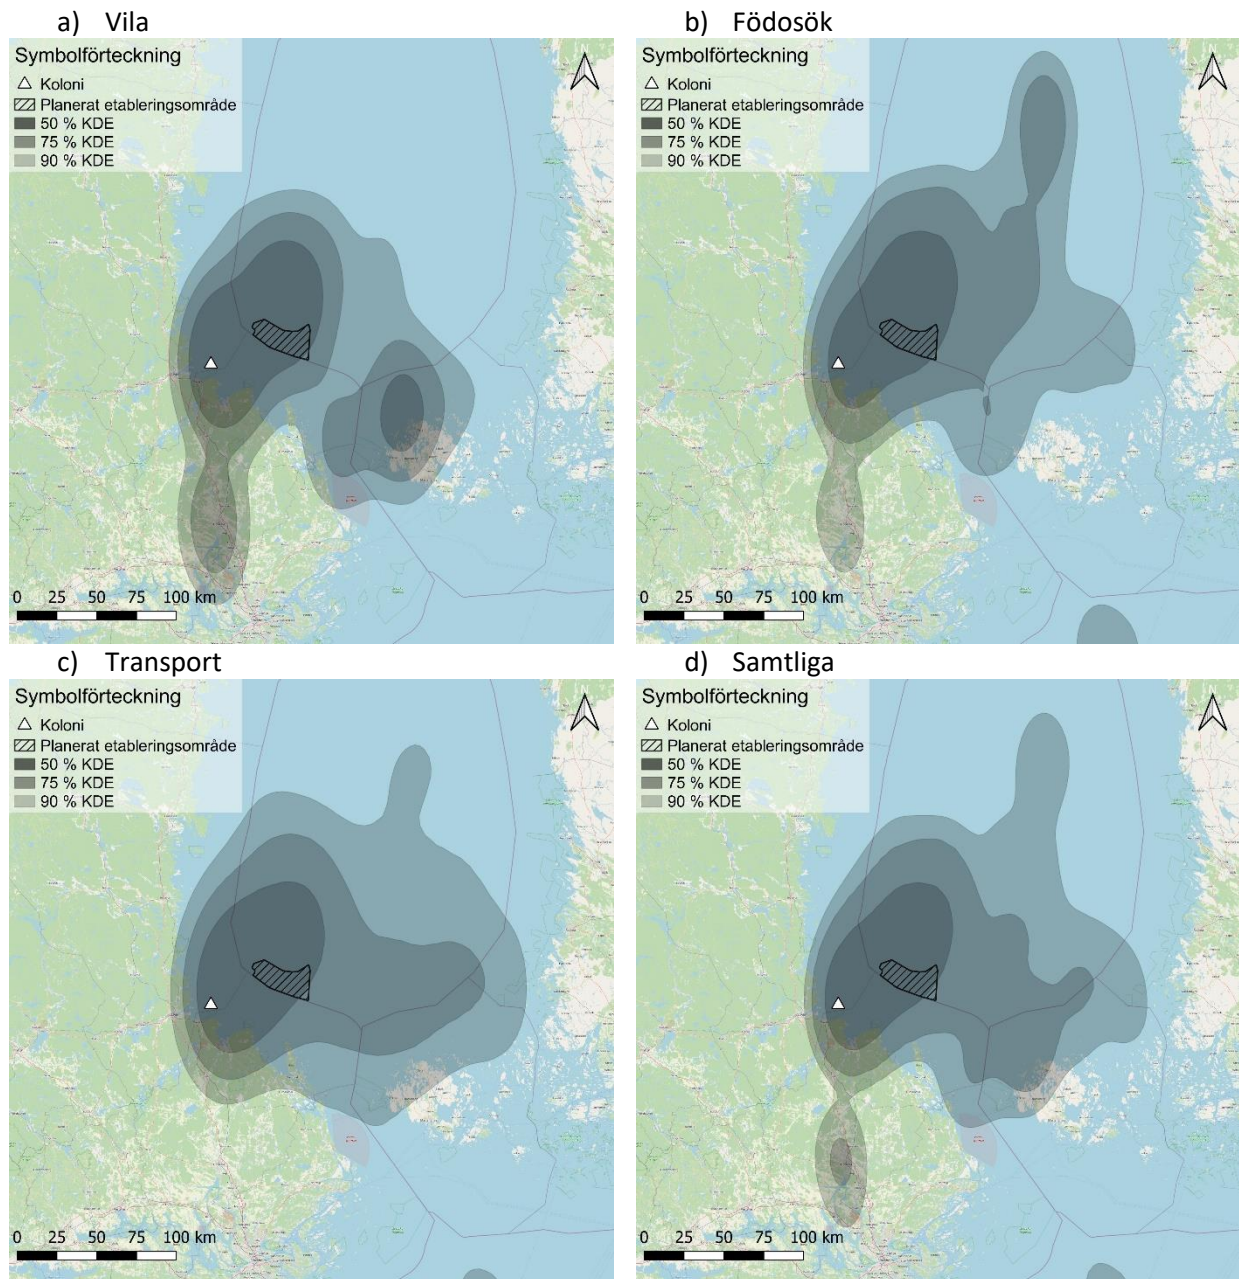 a) Vila
b) Födosök
Symbolförteckning
Koloni
Planerat etableringsområde
50 % KDE
75 % KDE
90 % KDE
N
0 25 50 75 100 km
Symbolförteckning
Koloni
Planerat etableringsområde
50 % KDE
75 % KDE
90 % KDE
N
0 25 50 75 100 km
c) Transport
d) Samtliga
Symbolförteckning
Koloni
Planerat etableringsområde
50 % KDE
75 % KDE
90 % KDE
N
0 25 50 75 100 km
Symbolförteckning
Koloni
Planerat etableringsområde
50 % KDE
75 % KDE
90 % KDE
N
0 25 50 75 100 km